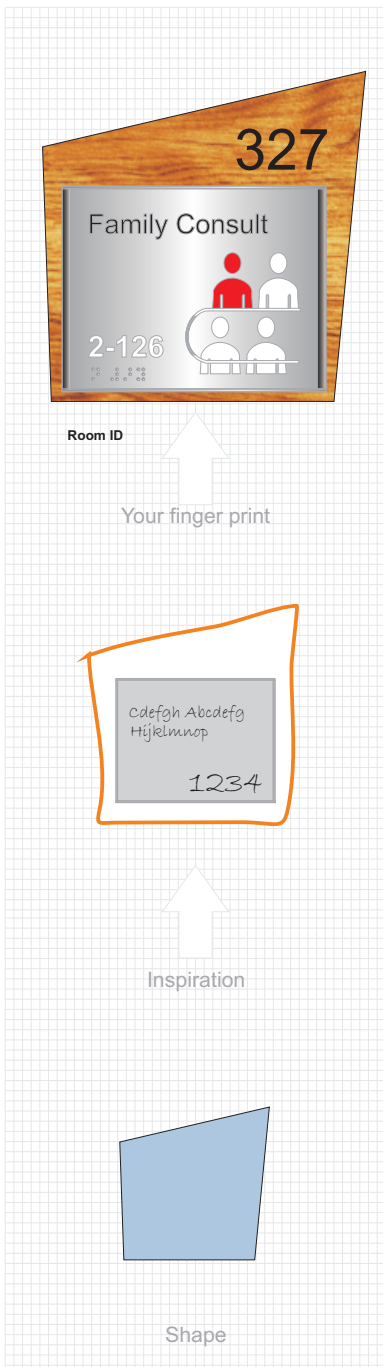 327
Family Consult
2-126
Room ID
Your finger print
Cdefgh Abcdefg
Hijklmnop
1234
Inspiration
Shape